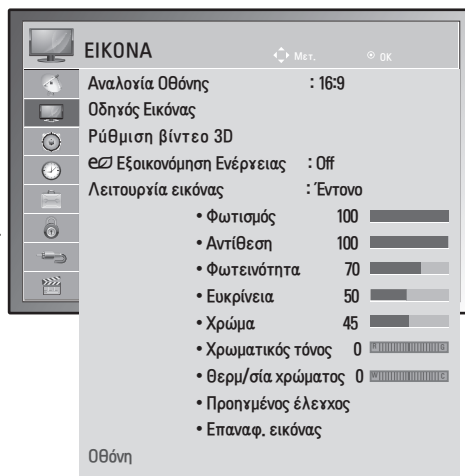 ΕΙΚΟΝΑ Μετ. OK
Αναλογία Οθόνης : 16:9
Οδηγός Εικόνας
Ρύθμιση βίντεο 3D
e Εξοικονόμηση Ενέργειας : Off
Λειτουργία εικόνας : Έντονο
• Φωτισμός 100
• Αντίθεση 100
• Φωτεινότητα 70
• Ευκρίνεια 50
• Χρώμα 45
• Χρωματικός τόνος 0 R G
• Θερμ/σία χρώματος 0 W C
• Προηγμένος έλεγχος
• Επαναφ. εικόνας
Οθόνη